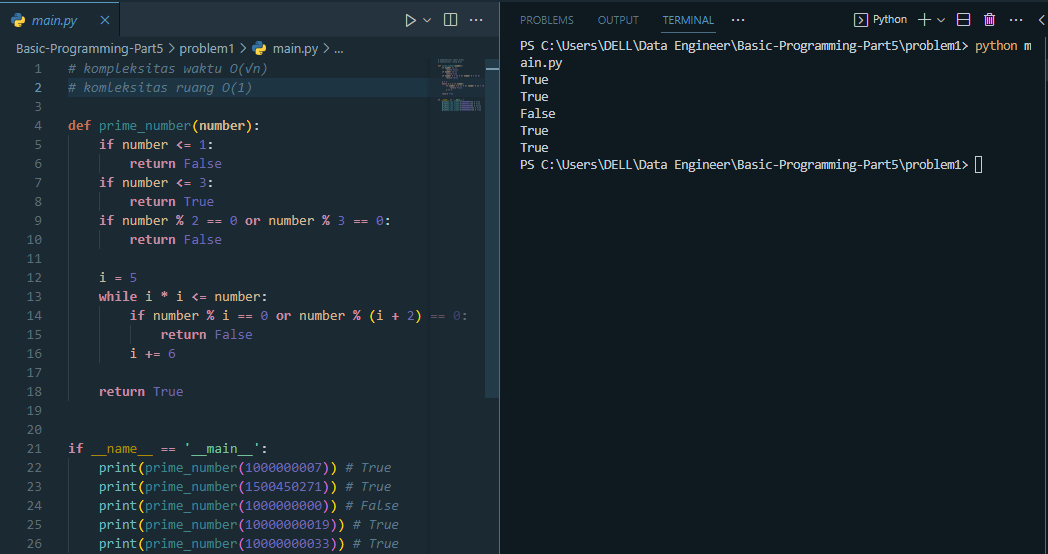 main.py
Basic-Programming-Part5 > problem1 > main.py > ...
1 # kompleksitas waktu O(√n)
2 # komleksitas ruang O(1)
3
4 def prime_number(number):
5 if number <= 1:
6 return False
7 if number <= 3:
8 return True
9 if number % 2 == 0 or number % 3 == 0:
10 return False
11
12 i = 5
13 while i * i <= number:
14 if number % i == 0 or number % (i + 2) == 0:
15 return False
16 i += 6
17
18 return True
19
20
21 if __name__ == '__main__':
22 print(prime_number(1000000007)) # True
23 print(prime_number(1500450271)) # True
24 print(prime_number(1000000000)) # False
25 print(prime_number(10000000019)) # True
26 print(prime_number(10000000033)) # True
PROBLEMS OUTPUT TERMINAL ... Python
PS C:\Users\DELL\Data Engineer\Basic-Programming-Part5\problem1> python m
ain.py
True
True
False
True
True
PS C:\Users\DELL\Data Engineer\Basic-Programming-Part5\problem1>